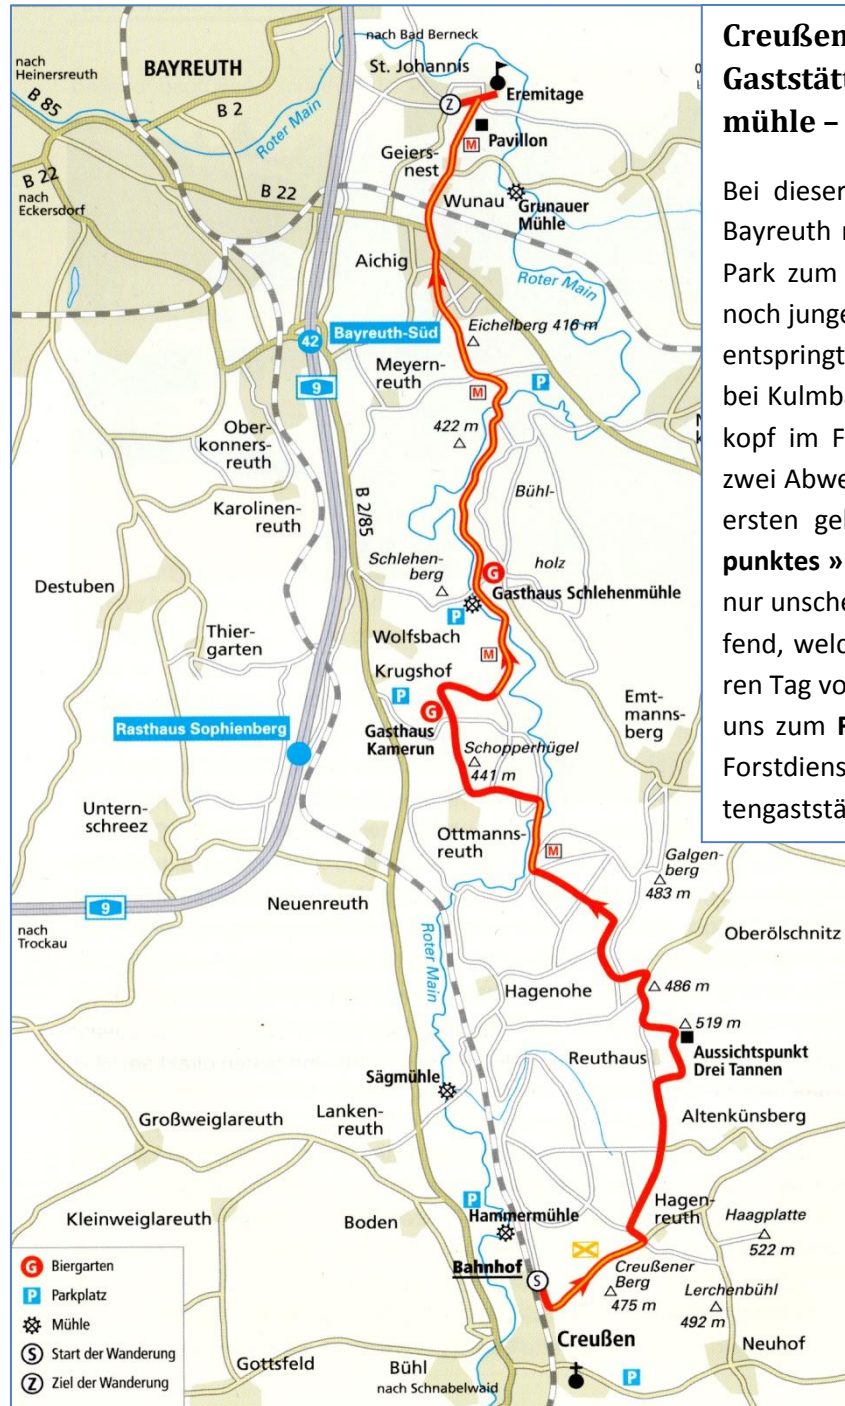 nach Bad Berneck
nach
Heinersreuth
BAYREUTH
St. Johannis
Eremitage
B 85
B 2
Z
Roter Main
Pavillon
M
Geiers-
nest
B 22
nach
Eckersdorf
B 22
Wunau
Grunauer
Mühle
Aichig
Roter Main
Eichelberg 416 m
42
Bayreuth-Süd
9
Meyern-
reuth
M
P
Ober-
konners-
reuth
422 m
Bühl-
Karolinen-
reuth
B 2/85
Schlehen-
berg
holz
G
Gasthaus Schlehenmühle
Destuben
P
Thier-
garten
Wolfsbach
Krugshof
M
P
G
Gasthaus
Kamerun
Emt-
manns-
berg
Rasthaus Sophienberg
Schopperhügel
441 m
Untern-
schreez
Ottmanns-
reuth
M
Galgen-
berg
483 m
9
nach
Trockau
Neuenreuth
Roter Main
Oberölschnitz
Hagenohe
486 m
519 m
Reuthaus
Aussichtspunkt
Drei Tannen
Sägmühle
Großweiglareuth
Lanken-
reuth
Altenkünsberg
Kleinweiglareuth
Boden
P
Hammermühle
Hagen-
reuth
Haagplatte
522 m
Bahnhof
S
Creußener
Berg
475 m
Lerchenbühl
492 m
Creußen
Neuhof
Gottsfeld
Bühl
nach Schnabelwaid
P
G Biergarten
P Parkplatz
Mühle
S Start der Wanderung
Z Ziel der Wanderung
Creußen
Gaststätt
mühle –
Bei dieser
Bayreuth
Park zum
noch junge
entspringt
bei Kulmba
kopf im F
zwei Abwe
ersten gel
punktes »
nur unsche
fend, welc
ren Tag vo
uns zum
Forstdiens
tengaststä